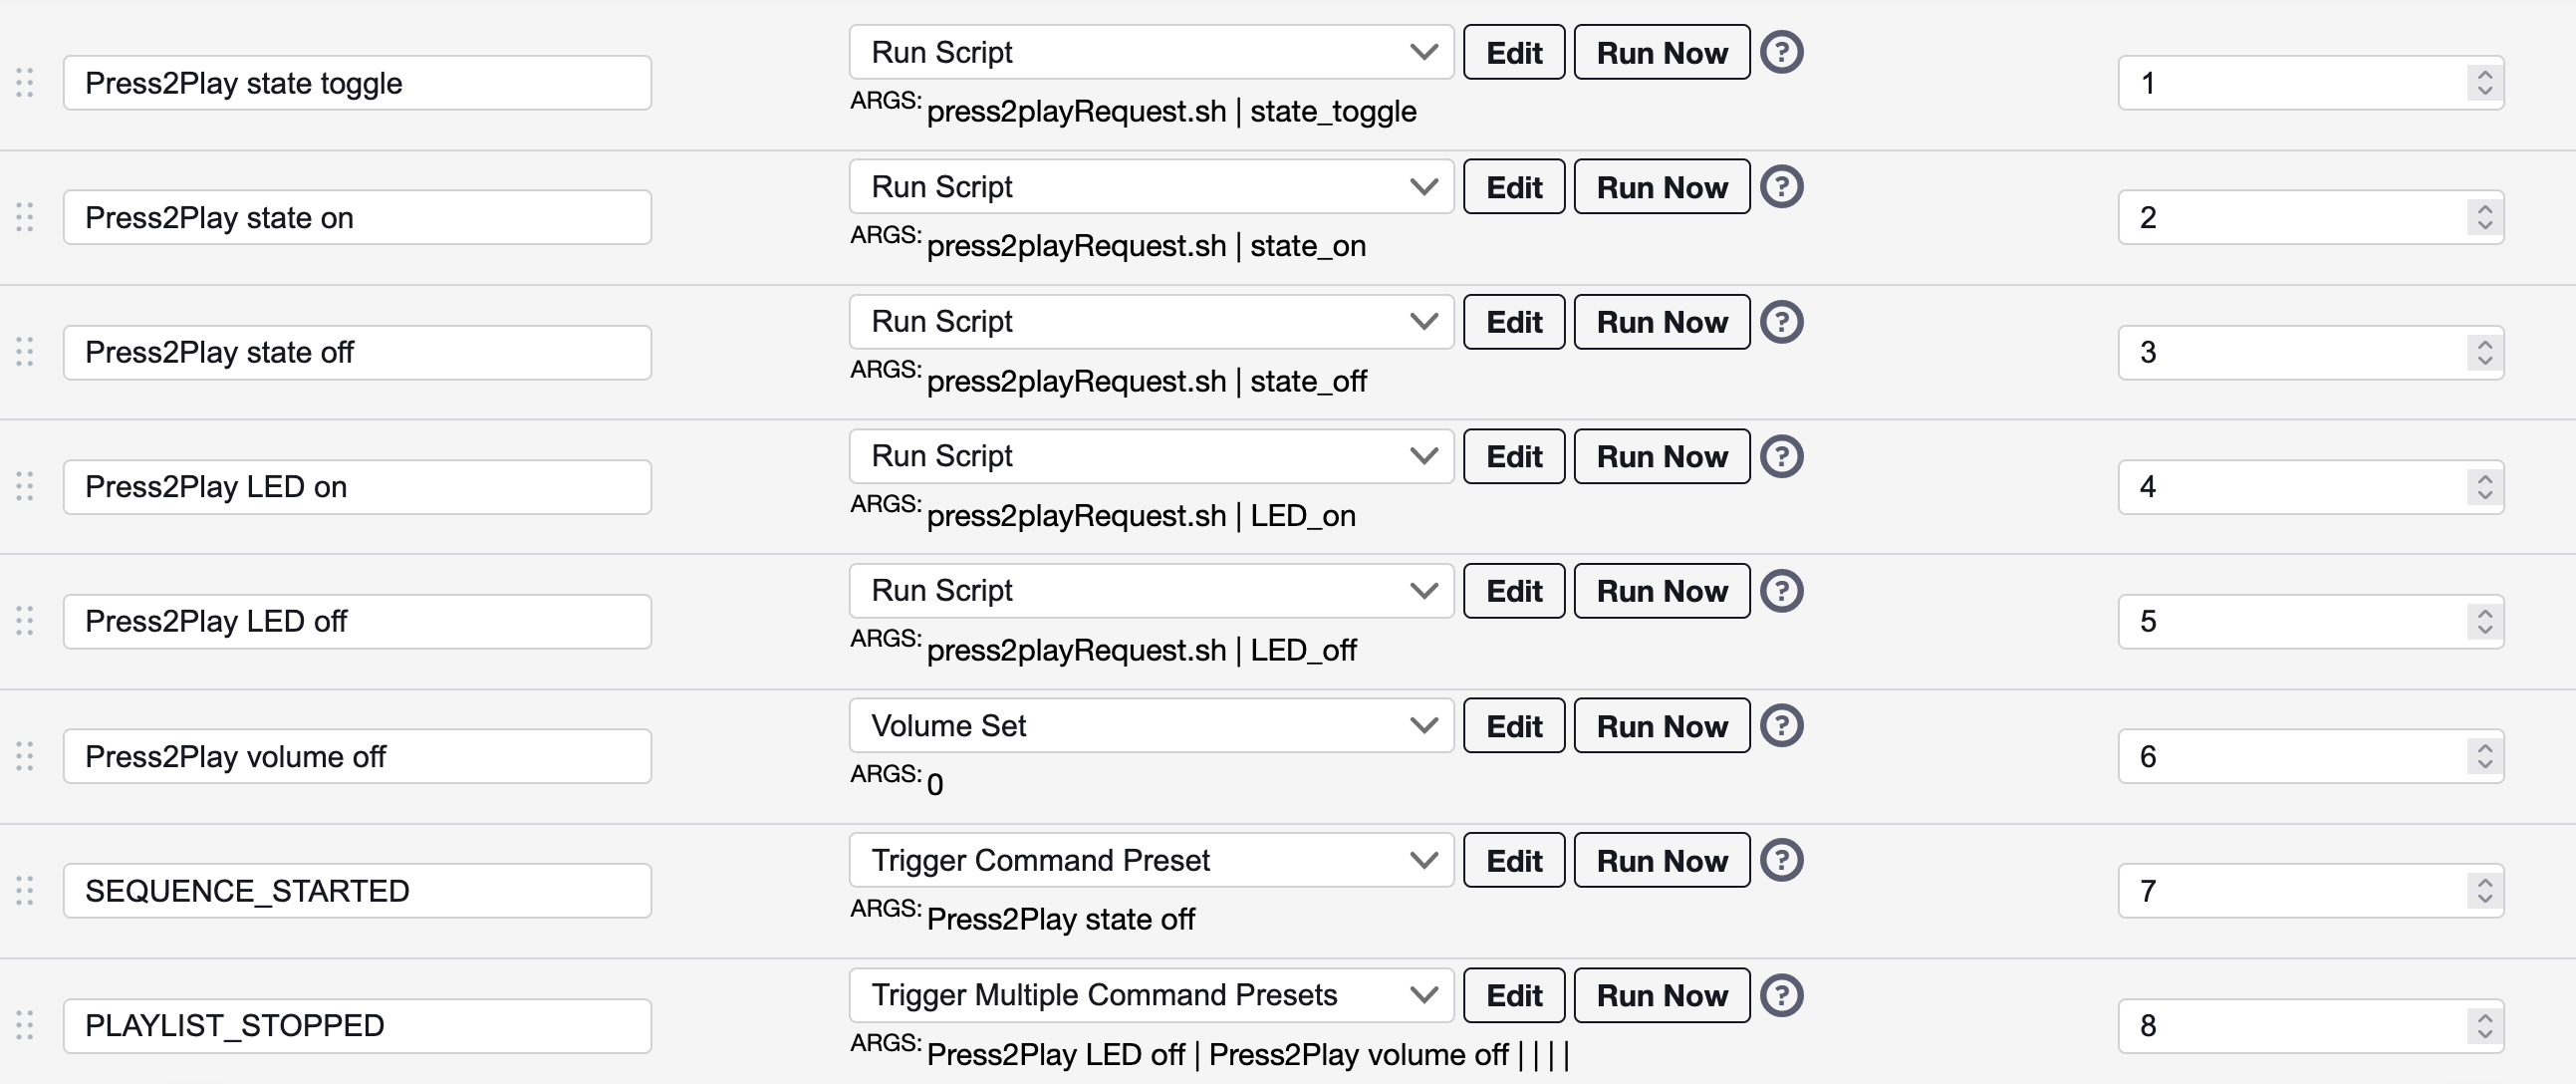 Press2Play state toggle
Run Script
Edit
Run Now
?
ARGS: press2playRequest.sh | state_toggle
1
Press2Play state on
Run Script
Edit
Run Now
?
ARGS: press2playRequest.sh | state_on
2
Press2Play state off
Run Script
Edit
Run Now
?
ARGS: press2playRequest.sh | state_off
3
Press2Play LED on
Run Script
Edit
Run Now
?
ARGS: press2playRequest.sh | LED_on
4
Press2Play LED off
Run Script
Edit
Run Now
?
ARGS: press2playRequest.sh | LED_off
5
Press2Play volume off
Volume Set
Edit
Run Now
?
ARGS: 0
6
SEQUENCE_STARTED
Trigger Command Preset
Edit
Run Now
?
ARGS: Press2Play state off
7
PLAYLIST_STOPPED
Trigger Multiple Command Presets
Edit
Run Now
?
ARGS: Press2Play LED off | Press2Play volume off | | | |
8